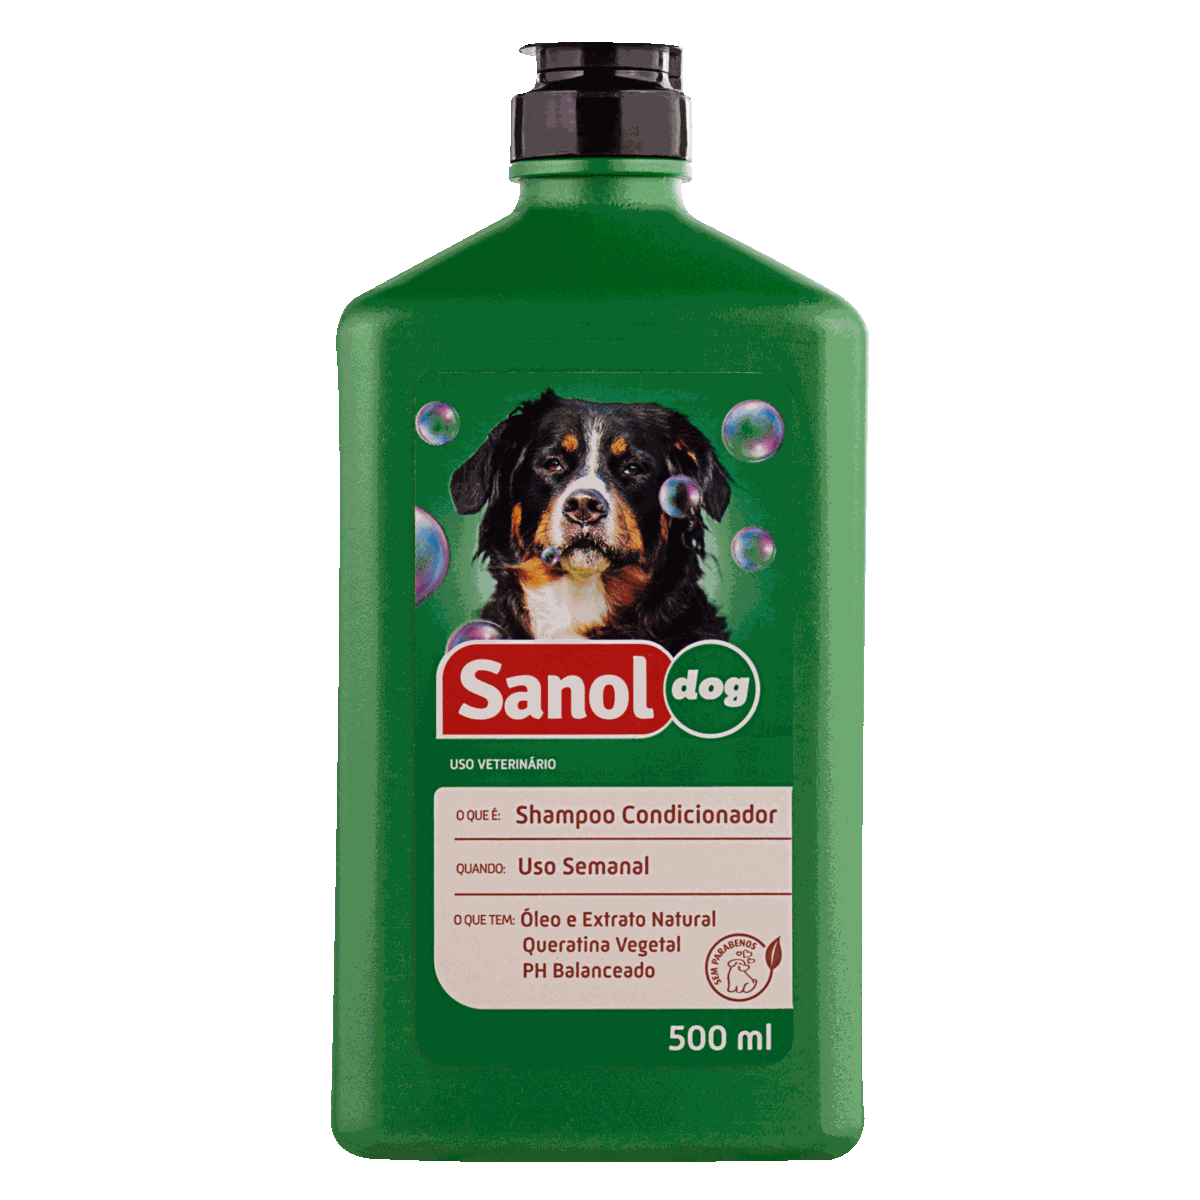 Sanol dog
USO VETERINÁRIO
O QUE É: Shampoo Condicionador
QUANDO: Uso Semanal
O QUE TEM: Óleo e Extrato Natural
Queratina Vegetal
PH Balanceado
SEM PARABENOS
500 ml